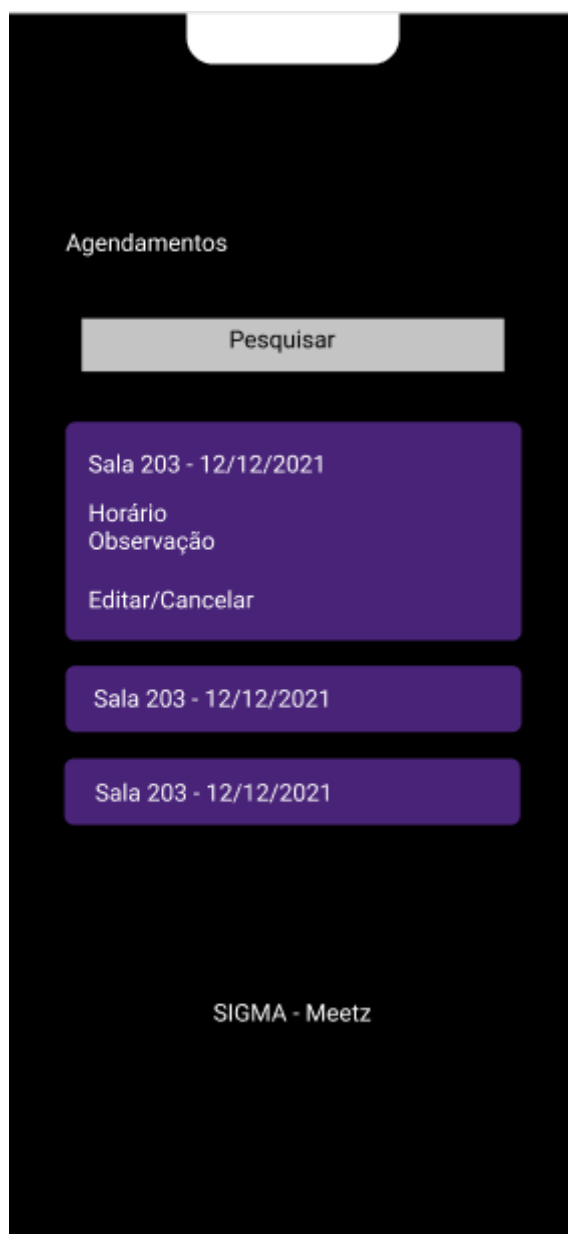 Agendamentos
Pesquisar
Sala 203 - 12/12/2021
Horário
Observação
Editar/Cancelar
Sala 203 - 12/12/2021
Sala 203 - 12/12/2021
SIGMA - Meetz